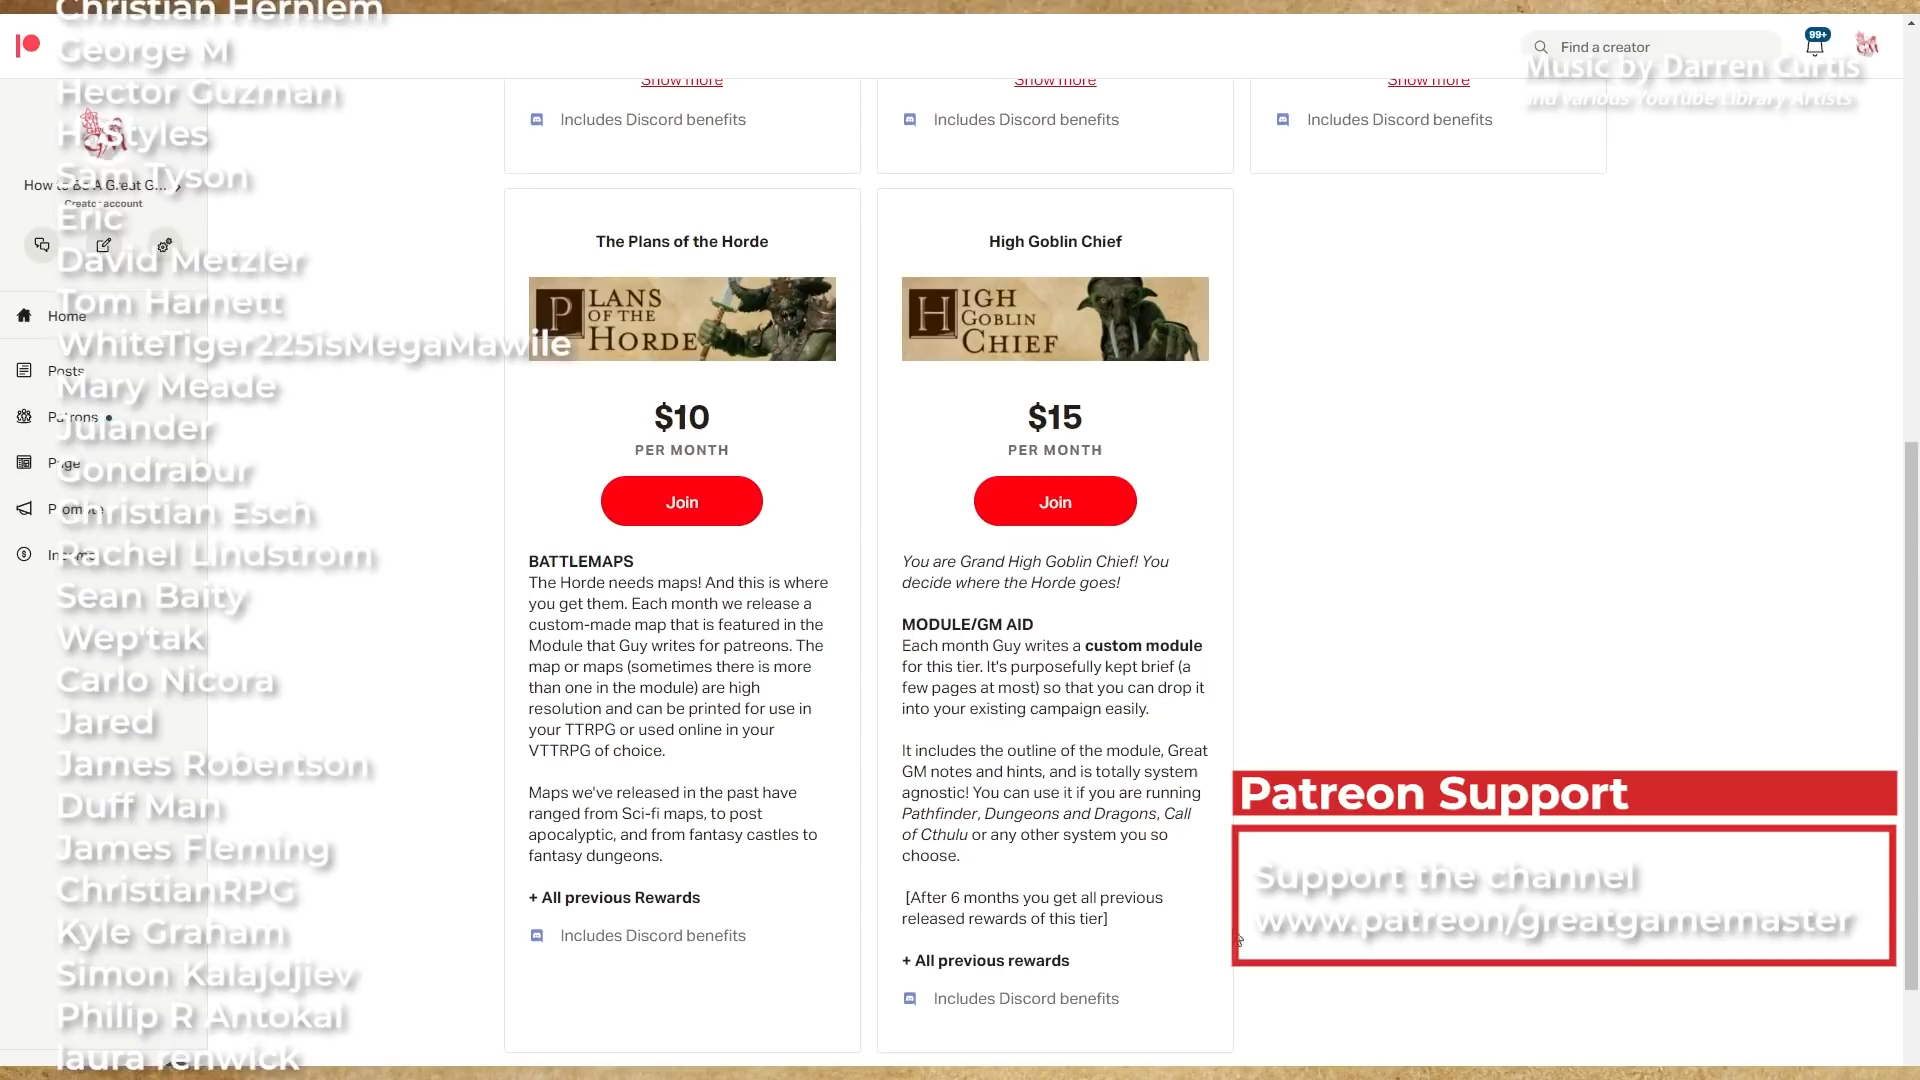 Christian Hernlem
George M
Hector Guzman
H. Styles
Sam Tyson
Eric
David Metzler
Tom Harnett
WhiteTiger225isMegaMawile
Mary Meade
Julander
Gondrabur
Christian Esch
Rachel Lindstrom
Sean Baity
Wep'tak
Carlo Nicora
Jared
James Robertson
Duff Man
James Fleming
ChristianRPG
Kyle Graham
Simon Kalajdjiev
Philip R Antokal
laura renwick
How to Be A Great G...
Creator account
Home
Posts
Patrons
Page
Promote
Income
Find a creator
99+
Music by Darren Curtis
and various YouTube Library Artists
Show more
Show more
Show more
Includes Discord benefits
Includes Discord benefits
Includes Discord benefits
The Plans of the Horde
PLANS
OF THE
HORDE
$10
PER MONTH
Join
BATTLEMAPS
The Horde needs maps! And this is where
you get them. Each month we release a
custom-made map that is featured in the
Module that Guy writes for patreons. The
map or maps (sometimes there is more
than one in the module) are high
resolution and can be printed for use in
your TTRPG or used online in your
VTTRPG of choice.
Maps we've released in the past have
ranged from Sci-fi maps, to post
apocalyptic, and from fantasy castles to
fantasy dungeons.
+ All previous Rewards
Includes Discord benefits
High Goblin Chief
HIGH
GOBLIN
CHIEF
$15
PER MONTH
Join
You are Grand High Goblin Chief! You
decide where the Horde goes!
MODULE/GM AID
Each month Guy writes a custom module
for this tier. It's purposefully kept brief (a
few pages at most) so that you can drop it
into your existing campaign easily.
It includes the outline of the module, Great
GM notes and hints, and is totally system
agnostic! You can use it if you are running
Pathfinder, Dungeons and Dragons, Call
of Cthulu or any other system you so
choose.
[After 6 months you get all previous
released rewards of this tier]
+ All previous rewards
Includes Discord benefits
Patreon Support
Support the channel
www.patreon/greatgamemaster